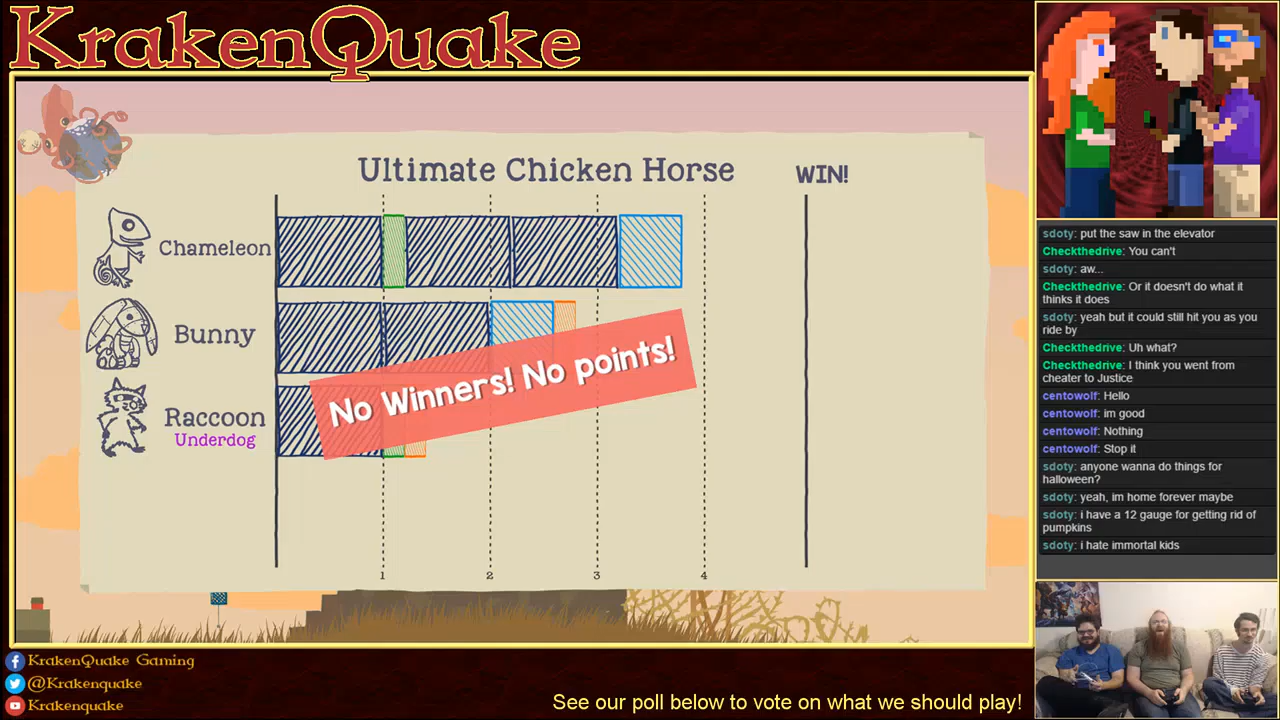 KrakenQuake
Ultimate Chicken Horse
WIN!
Chameleon
Bunny
Raccoon
Underdog
No Winners! No points!
1
2
3
4
sdoty: put the saw in the elevator
Checkthedrive: You can't
sdoty: aw...
Checkthedrive: Or it doesn't do what it
thinks it does
sdoty: yeah but it could still hit you as you
ride by
Checkthedrive: Uh what?
Checkthedrive: I think you went from
cheater to Justice
centowolf: Hello
centowolf: im good
centowolf: Nothing
centowolf: Stop it
sdoty: anyone wanna do things for
halloween?
sdoty: yeah, im home forever maybe
sdoty: i have a 12 gauge for getting rid of
pumpkins
sdoty: i hate immortal kids
KrakenQuake Gaming
@Krakenquake
Krakenquake
See our poll below to vote on what we should play!